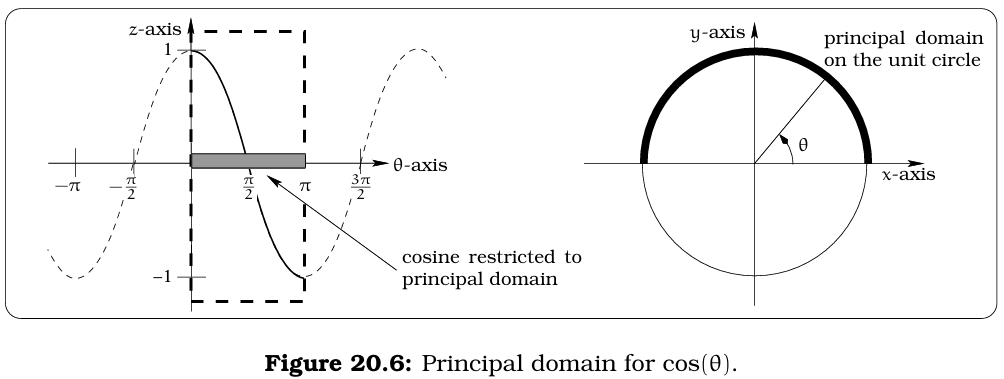 z-axis
1
θ-axis
−π
−π/2
π/2
π
3π/2
−1
cosine restricted to
principal domain
y-axis
principal domain
on the unit circle
θ
x-axis
Figure 20.6: Principal domain for cos(θ).